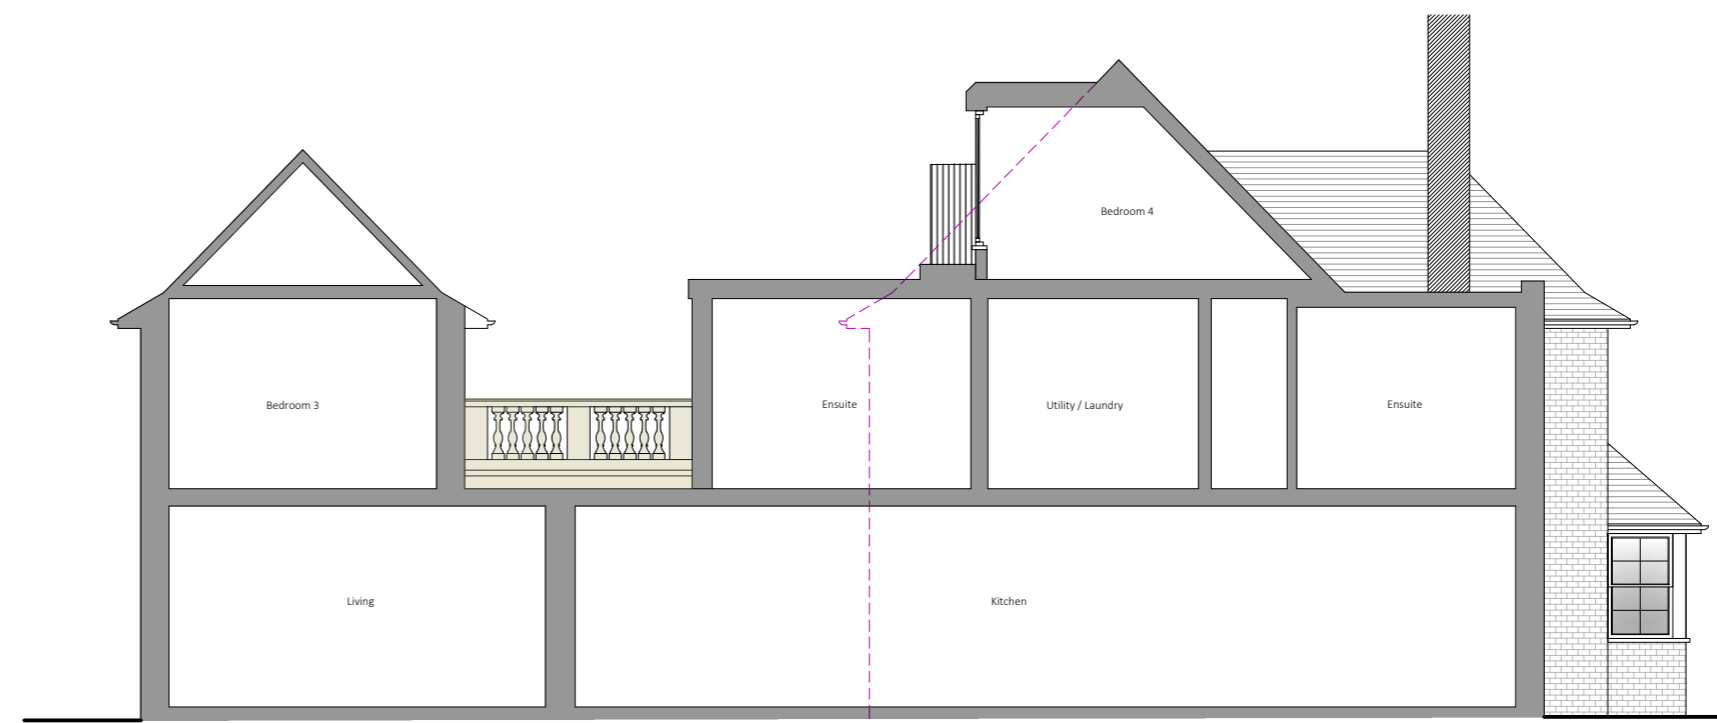 Bedroom 4
Bedroom 3
Ensuite
Utility / Laundry
Ensuite
Living
Kitchen